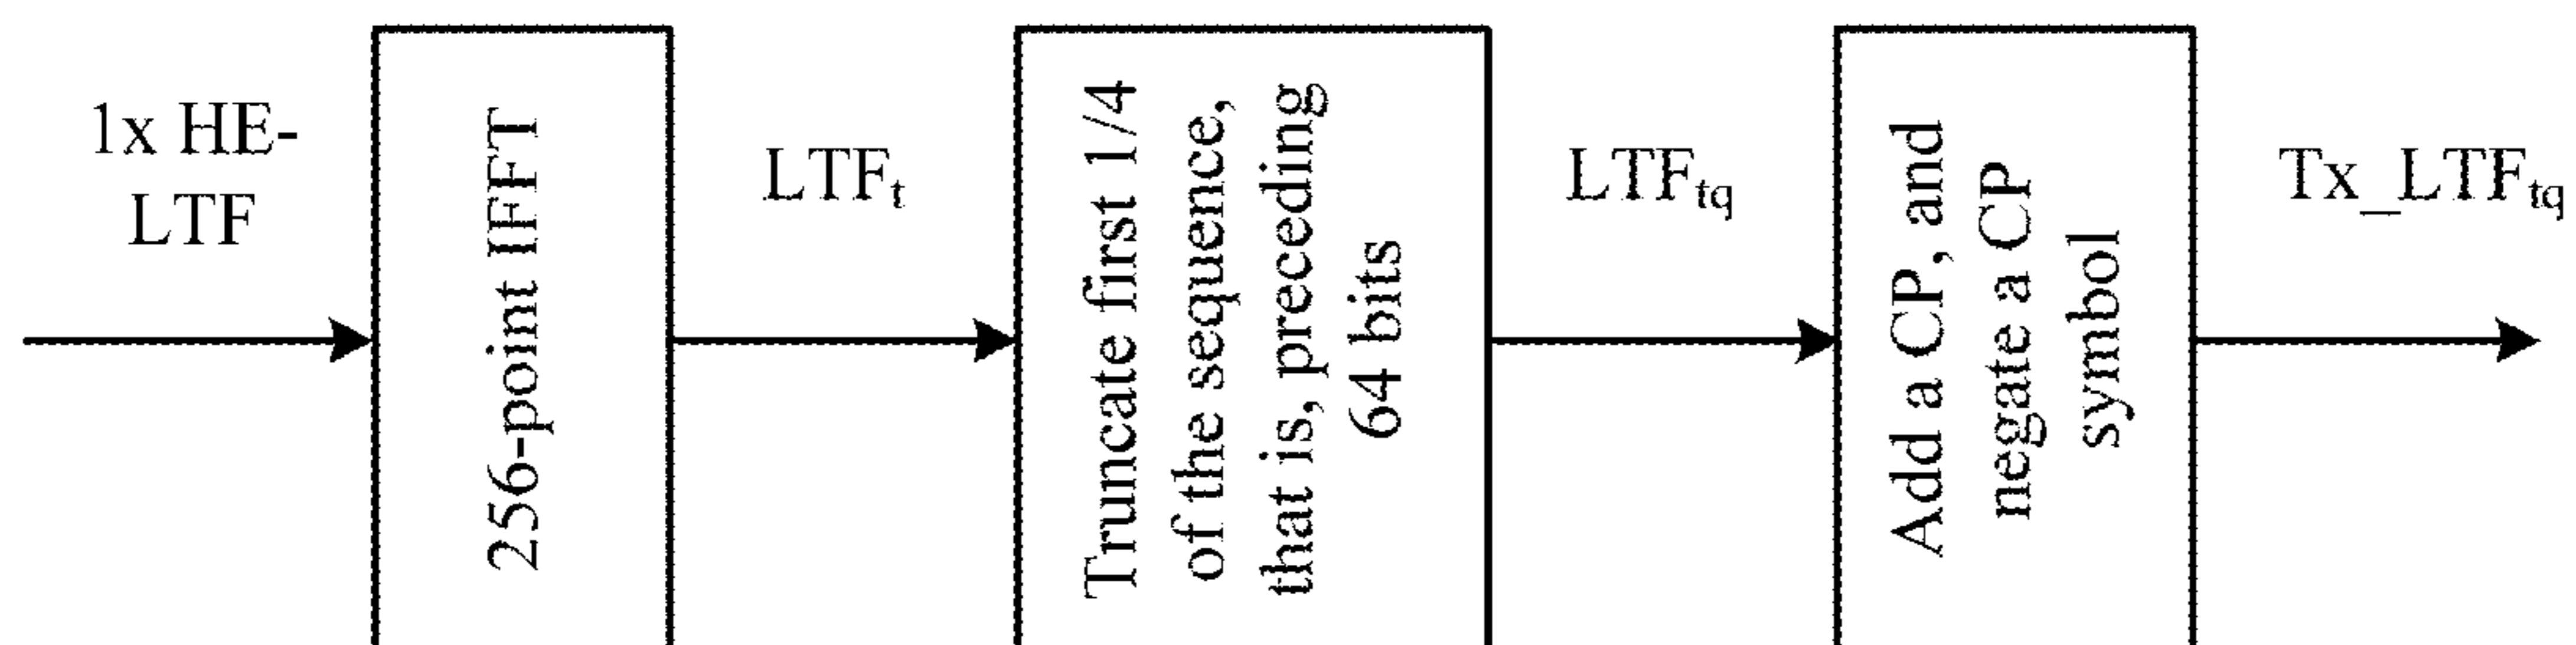 1x HE-
LTF
256-point IFFT
LTFt
Truncate first 1/4
of the sequence,
that is, preceding
64 bits
LTFtq
Add a CP, and
negate a CP
symbol
Tx_LTFtq